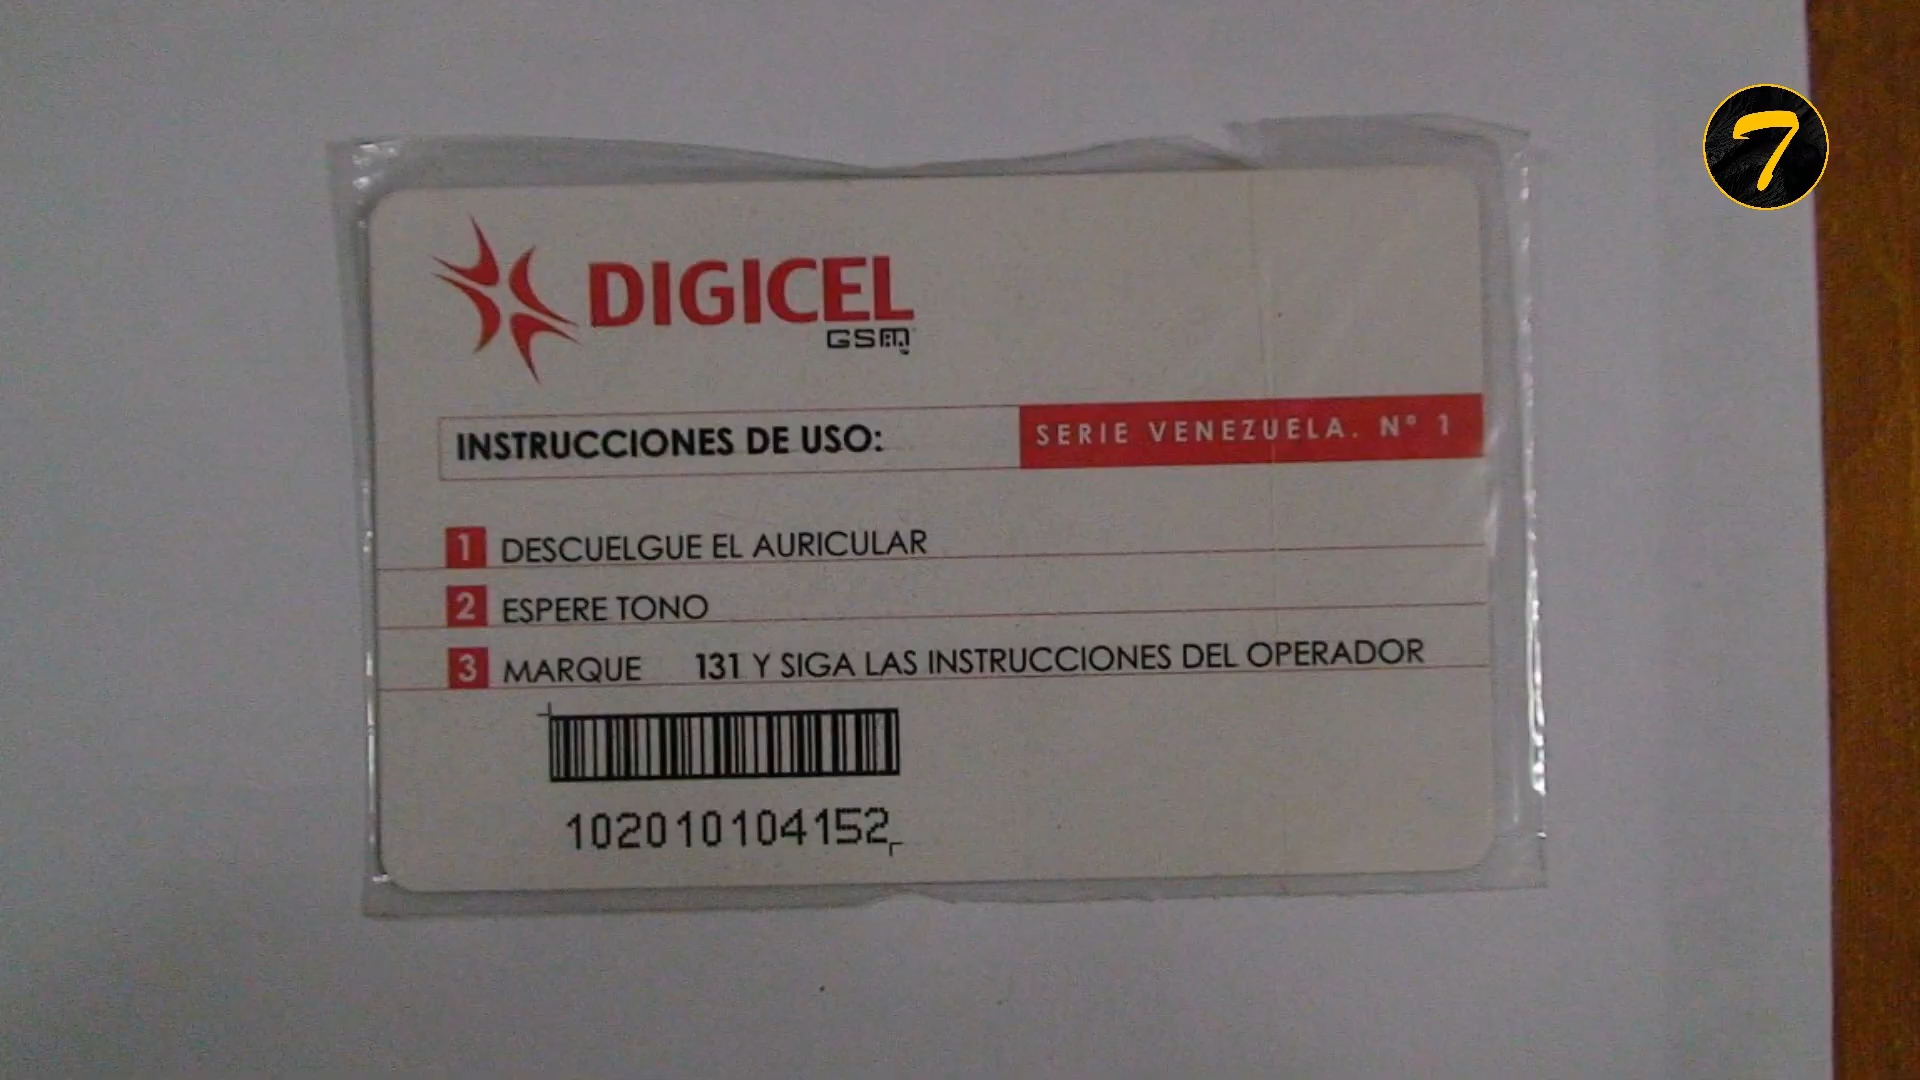 7
DIGICEL
GSM
INSTRUCCIONES DE USO:
SERIE VENEZUELA. Nº 1
1 DESCUELGUE EL AURICULAR
2 ESPERE TONO
3 MARQUE 131 Y SIGA LAS INSTRUCCIONES DEL OPERADOR
102010104152